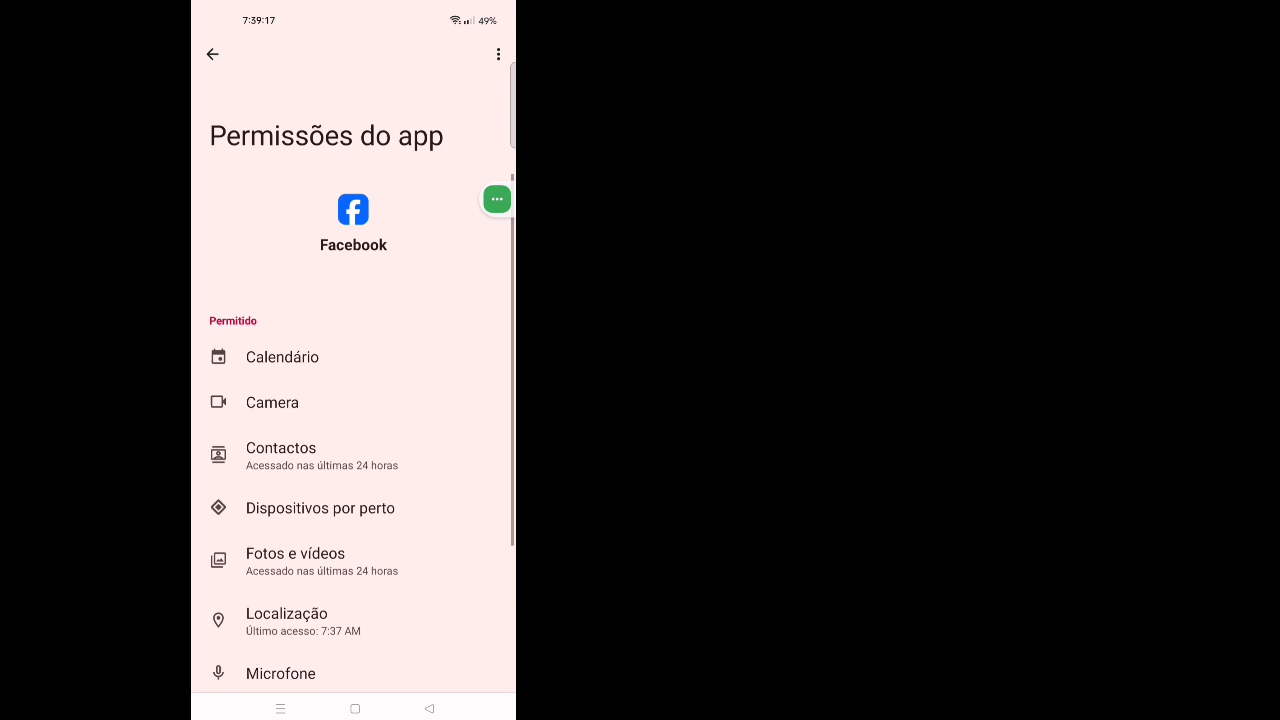 7:39:17
49%
Permissões do app
Facebook
Permitido
Calendário
Camera
Contactos
Acessado nas últimas 24 horas
Dispositivos por perto
Fotos e vídeos
Acessado nas últimas 24 horas
Localização
Último acesso: 7:37 AM
Microfone